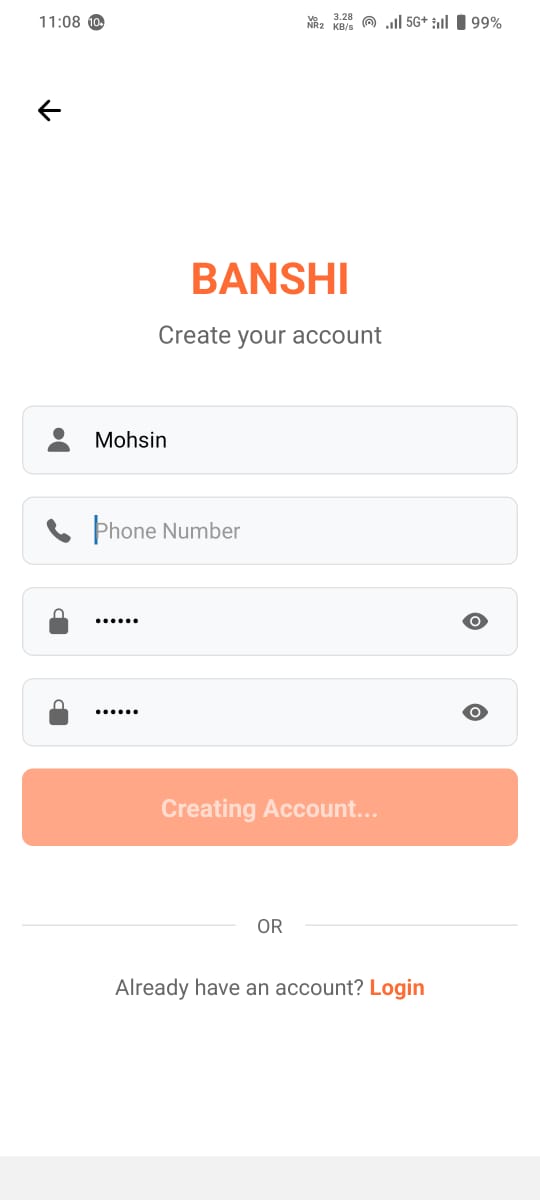 11:08 10+ Vo NR2 3.28 KB/s 5G+ 99%
BANSHI
Create your account
Mohsin
Phone Number
••••••
••••••
Creating Account...
OR
Already have an account? Login